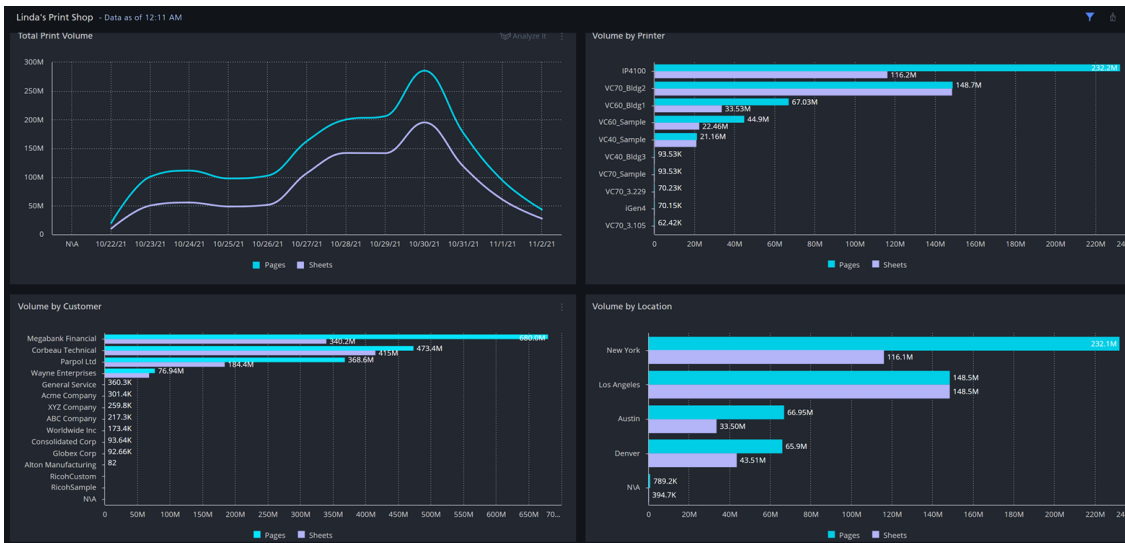 Linda's Print Shop - Data as of 12:11 AM
Total Print Volume
Analyze It
300M
250M
200M
150M
100M
50M
0
N\A 10/22/21 10/23/21 10/24/21 10/25/21 10/26/21 10/27/21 10/28/21 10/29/21 10/30/21 10/31/21 11/1/21 11/2/21
Pages Sheets
Volume by Printer
IP4100 232.2M
116.2M
VC70_Bldg2 148.7M
VC60_Bldg1 67.03M
33.53M
VC60_Sample 44.9M
22.46M
VC40_Sample 21.16M
VC40_Bldg3 93.53K
VC70_Sample 93.53K
VC70_3.229 70.23K
iGen4 70.15K
VC70_3.105 62.42K
0 20M 40M 60M 80M 100M 120M 140M 160M 180M 200M 220M 24
Pages Sheets
Volume by Customer
Megabank Financial 680.0M
340.2M
Corbeau Technical 473.4M
415M
Parpol Ltd 368.6M
184.4M
Wayne Enterprises 76.94M
General Service 360.3K
Acme Company 301.4K
XYZ Company 259.8K
ABC Company 217.3K
Worldwide Inc 173.4K
Consolidated Corp 93.64K
Globex Corp 92.66K
Alton Manufacturing 82
RicohCustom
RicohSample
N\A
0 50M 100M 150M 200M 250M 300M 350M 400M 450M 500M 550M 600M 650M 70...
Pages Sheets
Volume by Location
New York 232.1M
116.1M
Los Angeles 148.5M
148.5M
Austin 66.95M
33.50M
Denver 65.9M
43.51M
N\A 789.2K
394.7K
0 20M 40M 60M 80M 100M 120M 140M 160M 180M 200M 220M 24
Pages Sheets